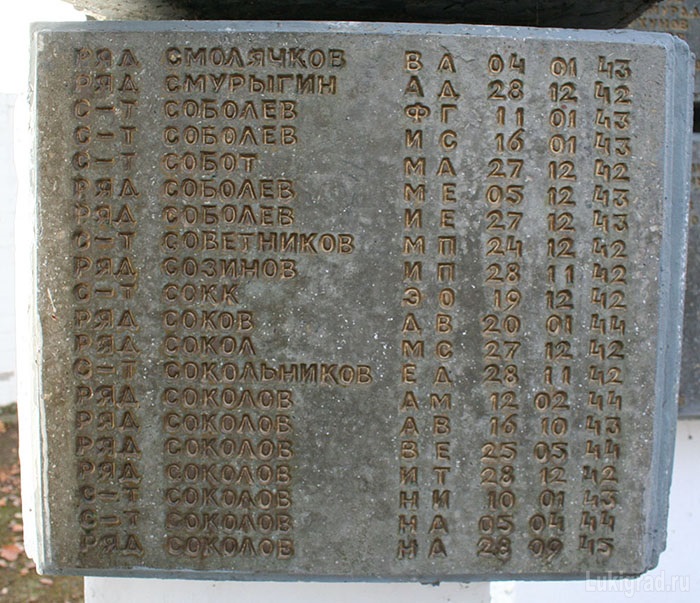 РЯД СМОЛЯЧКОВ В А 04 01 43
РЯД СМУРЫГИН А Д 28 12 42
С-Т СОБОЛЕВ Ф Г 11 01 43
С-Т СОБОЛЕВ И С 16 01 43
С-Т СОБОТ М А 27 12 42
РЯД СОБОЛЕВ М Е 05 12 43
РЯД СОБОЛЕВ И Е 27 12 43
С-Т СОВЕТНИКОВ М П 24 12 42
РЯД СОЗИНОВ И П 28 11 42
С-Т СОКК Э О 19 12 42
РЯД СОКОВ А В 20 01 44
РЯД СОКОЛ М С 27 12 42
С-Т СОКОЛЬНИКОВ Е Д 28 11 42
РЯД СОКОЛОВ А М 12 02 44
РЯД СОКОЛОВ А В 16 10 43
РЯД СОКОЛОВ В Е 25 05 44
РЯД СОКОЛОВ И Т 28 12 42
С-Т СОКОЛОВ Н И 10 01 43
С-Т СОКОЛОВ Н А 05 04 44
РЯД СОКОЛОВ Н А 28 09 45
Lukigrad.ru